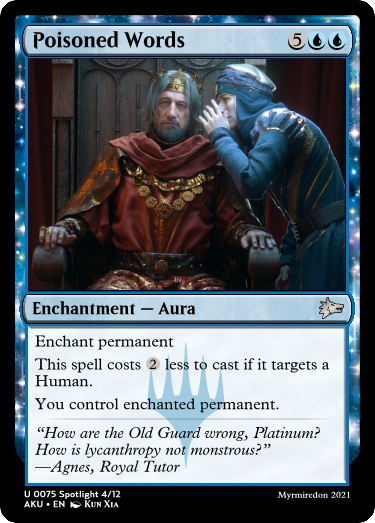 Poisoned Words 5
Enchantment — Aura
Enchant permanent
This spell costs 2 less to cast if it targets a
Human.
You control enchanted permanent.
“How are the Old Guard wrong, Platinum?
How is lycanthropy not monstrous?”
—Agnes, Royal Tutor
U 0075 Spotlight 4/12
AKU • EN Kun Xia
Myrmiredon 2021